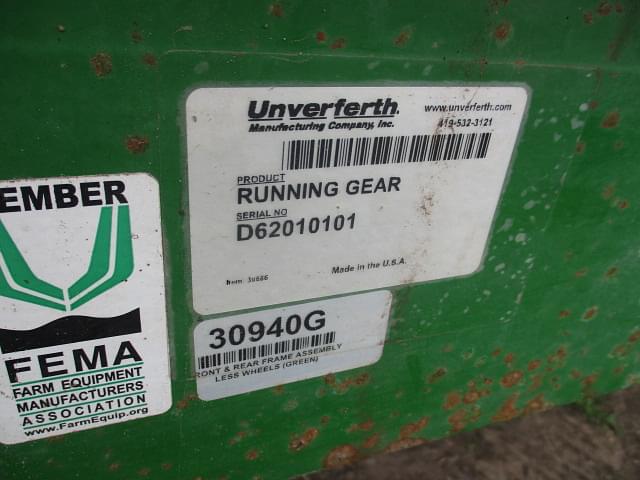 EMBER
FEMA
FARM EQUIPMENT
MANUFACTURERS
ASSOCIATION
www.FarmEquip.org
Unverferth
Manufacturing Company, Inc.
www.unverferth.com
419-532-3121
PRODUCT
RUNNING GEAR
SERIAL NO
D62010101
Made in the U.S.A.
30940G
RONT & REAR FRAME ASSEMBLY
LESS WHEELS (GREEN)